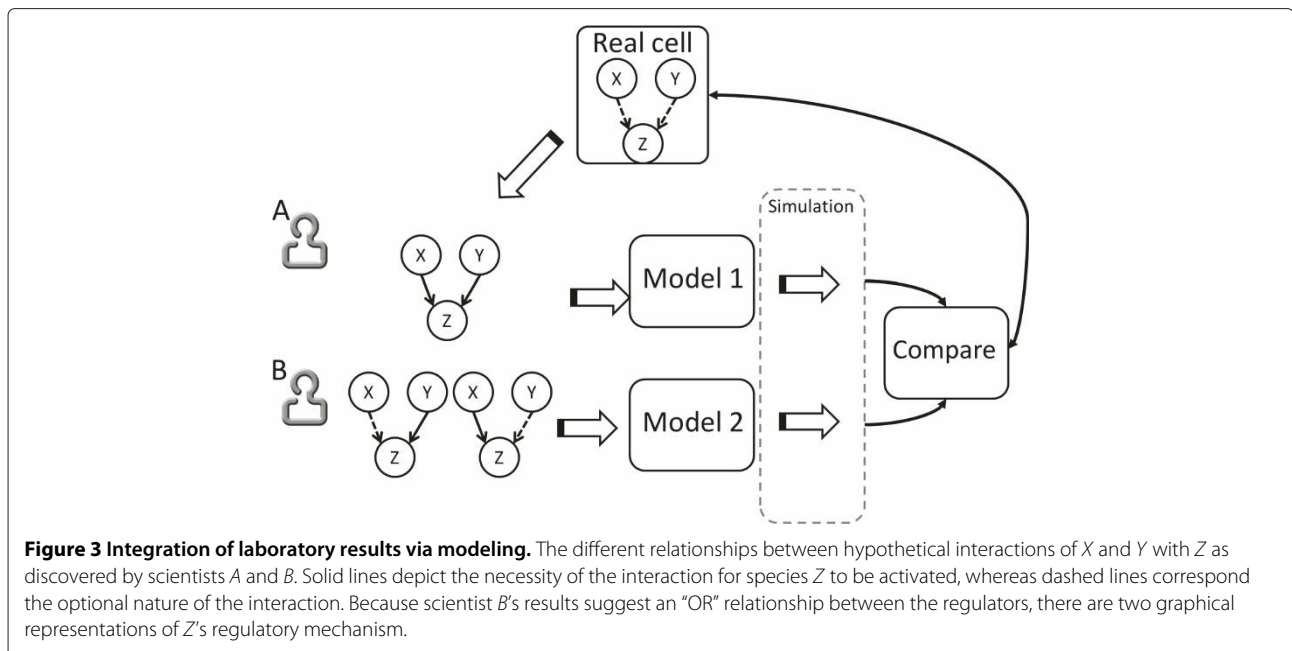 Real cell
X Y
Z
A
X Y
Z
Model 1
Simulation
Compare
B
X Y X Y
Z Z
Model 2
Figure 3 Integration of laboratory results via modeling. The different relationships between hypothetical interactions of X and Y with Z as
discovered by scientists A and B. Solid lines depict the necessity of the interaction for species Z to be activated, whereas dashed lines correspond
the optional nature of the interaction. Because scientist B's results suggest an “OR” relationship between the regulators, there are two graphical
representations of Z's regulatory mechanism.